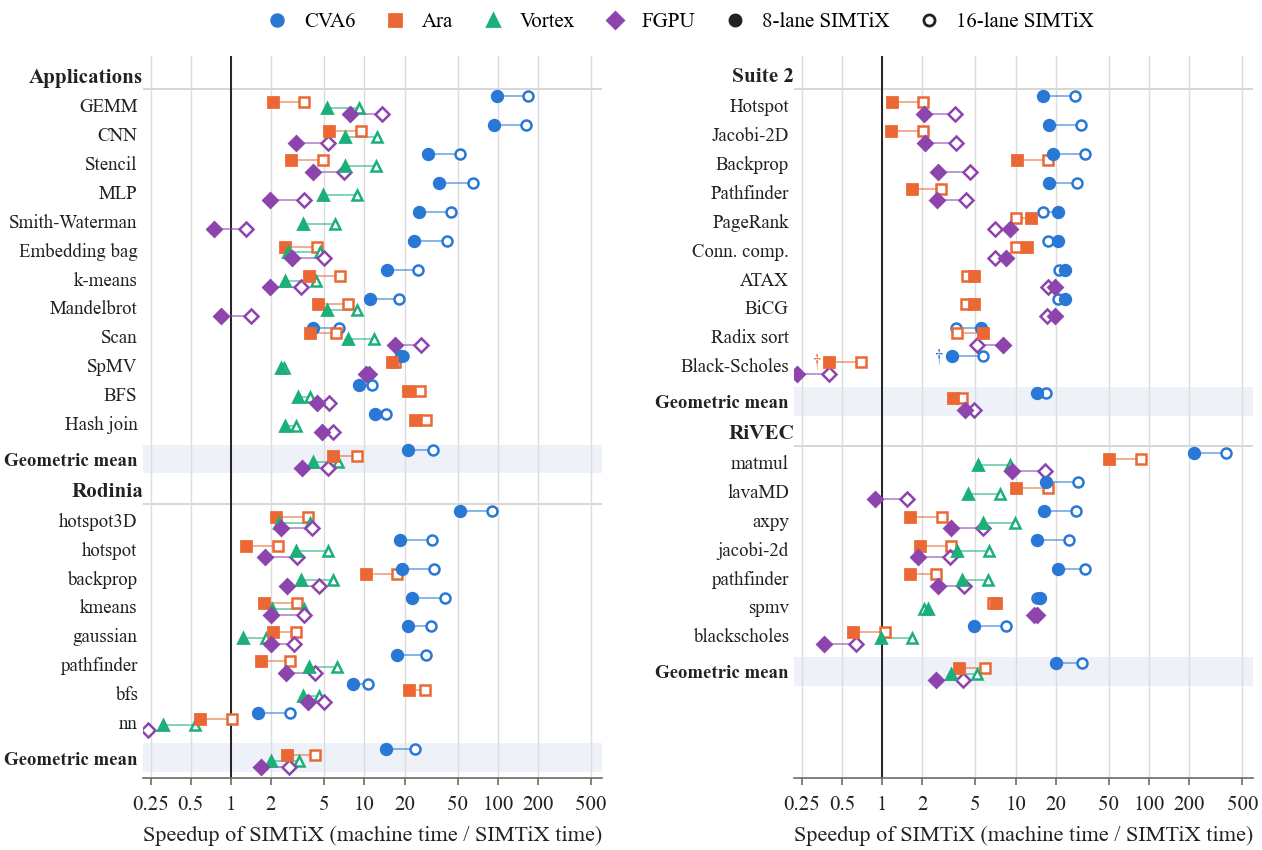 CVA6 Ara Vortex FGPU 8-lane SIMTiX 16-lane SIMTiX
Applications
GEMM
CNN
Stencil
MLP
Smith-Waterman
Embedding bag
k-means
Mandelbrot
Scan
SpMV
BFS
Hash join
Geometric mean
Rodinia
hotspot3D
hotspot
backprop
kmeans
gaussian
pathfinder
bfs
nn
Geometric mean
0.25 0.5 1 2 5 10 20 50 100 200 500
Speedup of SIMTiX (machine time / SIMTiX time)
Suite 2
Hotspot
Jacobi-2D
Backprop
Pathfinder
PageRank
Conn. comp.
ATAX
BiCG
Radix sort
Black-Scholes
† †
Geometric mean
RiVEC
matmul
lavaMD
axpy
jacobi-2d
pathfinder
spmv
blackscholes
Geometric mean
0.25 0.5 1 2 5 10 20 50 100 200 500
Speedup of SIMTiX (machine time / SIMTiX time)